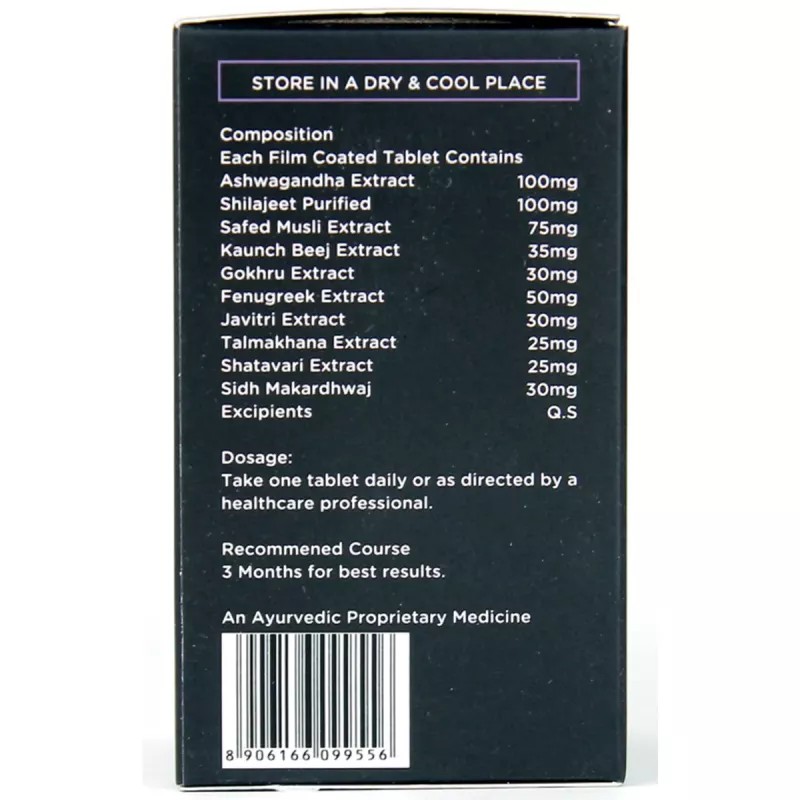 STORE IN A DRY & COOL PLACE
Composition
Each Film Coated Tablet Contains
Ashwagandha Extract 100mg
Shilajeet Purified 100mg
Safed Musli Extract 75mg
Kaunch Beej Extract 35mg
Gokhru Extract 30mg
Fenugreek Extract 50mg
Javitri Extract 30mg
Talmakhana Extract 25mg
Shatavari Extract 25mg
Sidh Makardhwaj 30mg
Excipients Q.S
Dosage:
Take one tablet daily or as directed by a
healthcare professional.
Recommened Course
3 Months for best results.
An Ayurvedic Proprietary Medicine
8 906166 099556